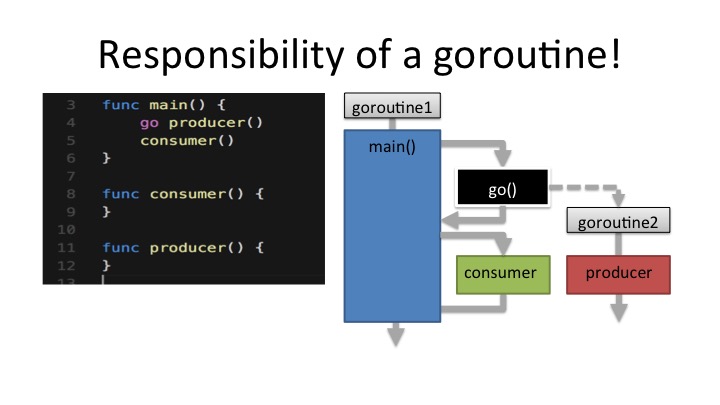 Responsibility of a goroutine!
3 func main() {
4 go producer()
5 consumer()
6 }
7
8 func consumer() {
9 }
10
11 func producer() {
12 }
13
goroutine1
main()
go()
goroutine2
consumer
producer